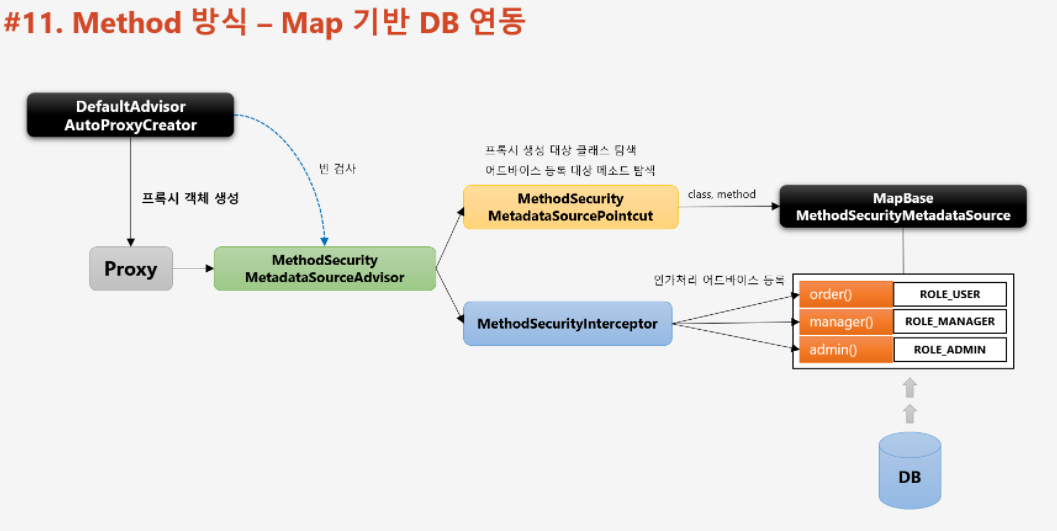 #11. Method 방식 – Map 기반 DB 연동
DefaultAdvisor
AutoProxyCreator
빈 검사
프록시 객체 생성
Proxy
MethodSecurity
MetadataSourceAdvisor
프록시 생성 대상 클래스 탐색
어드바이스 등록 대상 메소드 탐색
MethodSecurity
MetadataSourcePointcut
class, method
MapBase
MethodSecurityMetadataSource
인가처리 어드바이스 등록
MethodSecurityInterceptor
order() ROLE_USER
manager() ROLE_MANAGER
admin() ROLE_ADMIN
DB